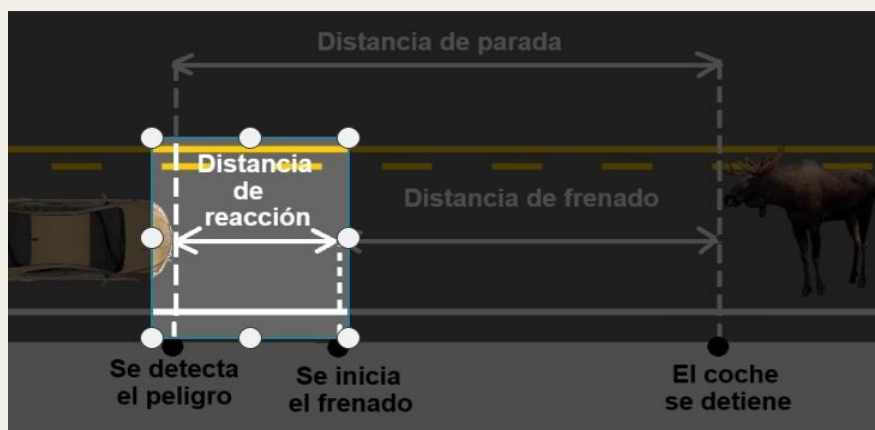 Distancia de parada
Distancia
de
reacción
Distancia de frenado
Se detecta
el peligro
Se inicia
el frenado
El coche
se detiene